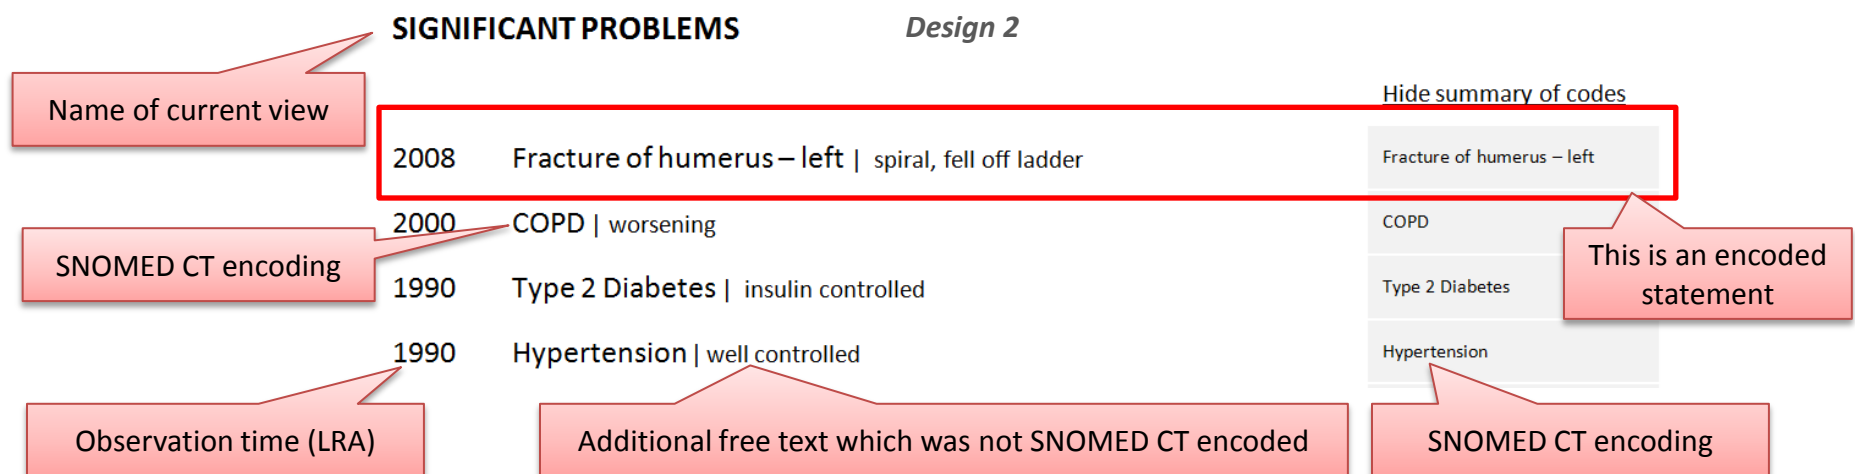 SIGNIFICANT PROBLEMS Design 2
Name of current view
Hide summary of codes
2008 Fracture of humerus – left | spiral, fell off ladder Fracture of humerus – left
2000 COPD | worsening COPD
SNOMED CT encoding
This is an encoded
statement
1990 Type 2 Diabetes | insulin controlled Type 2 Diabetes
1990 Hypertension | well controlled Hypertension
Observation time (LRA)
Additional free text which was not SNOMED CT encoded
SNOMED CT encoding